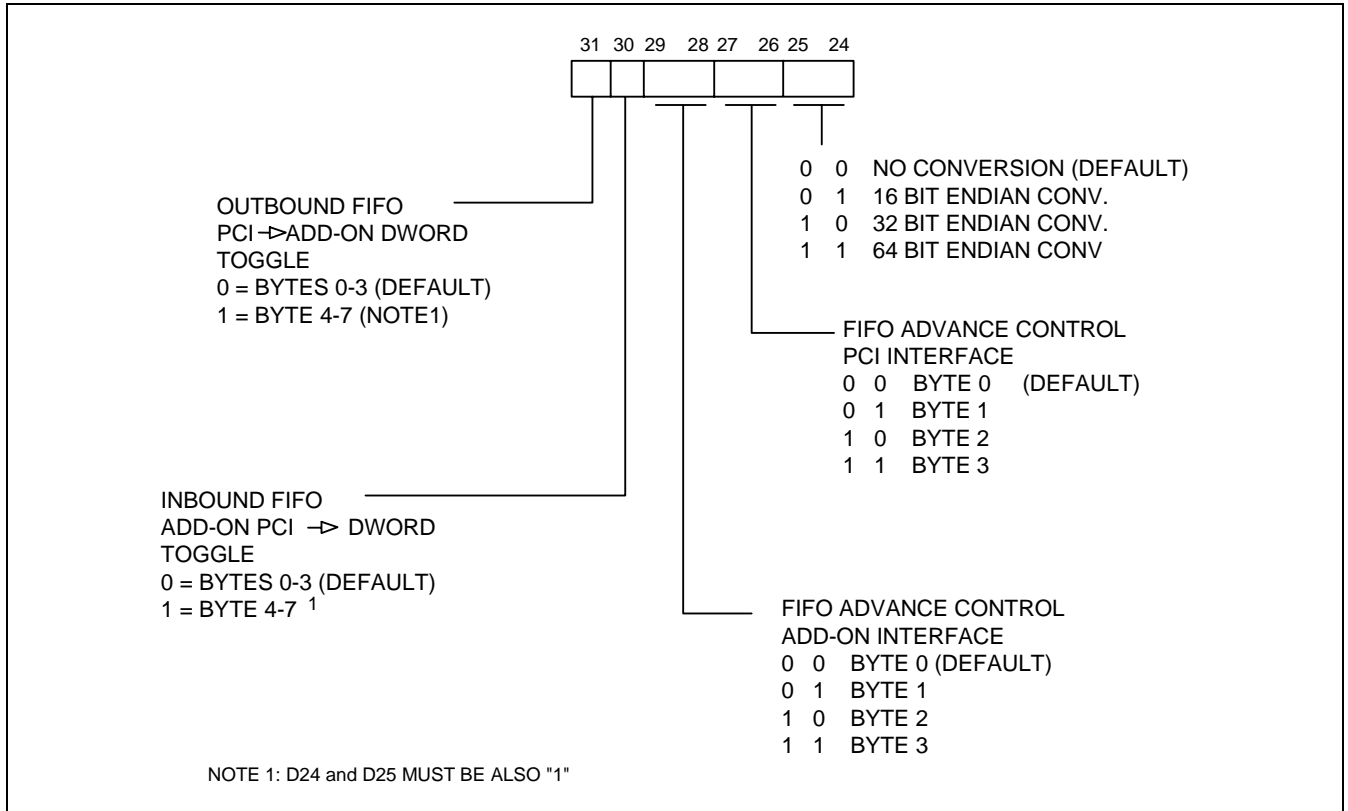 31 30 29 28 27 26 25 24
0 0 NO CONVERSION (DEFAULT)
0 1 16 BIT ENDIAN CONV.
1 0 32 BIT ENDIAN CONV.
1 1 64 BIT ENDIAN CONV
OUTBOUND FIFO
PCI ADD-ON DWORD
TOGGLE
0 = BYTES 0-3 (DEFAULT)
1 = BYTE 4-7 (NOTE1)
FIFO ADVANCE CONTROL
PCI INTERFACE
0 0 BYTE 0 (DEFAULT)
0 1 BYTE 1
1 0 BYTE 2
1 1 BYTE 3
INBOUND FIFO
ADD-ON PCI DWORD
TOGGLE
0 = BYTES 0-3 (DEFAULT)
1 = BYTE 4-7 1
FIFO ADVANCE CONTROL
ADD-ON INTERFACE
0 0 BYTE 0 (DEFAULT)
0 1 BYTE 1
1 0 BYTE 2
1 1 BYTE 3
NOTE 1: D24 and D25 MUST BE ALSO "1"